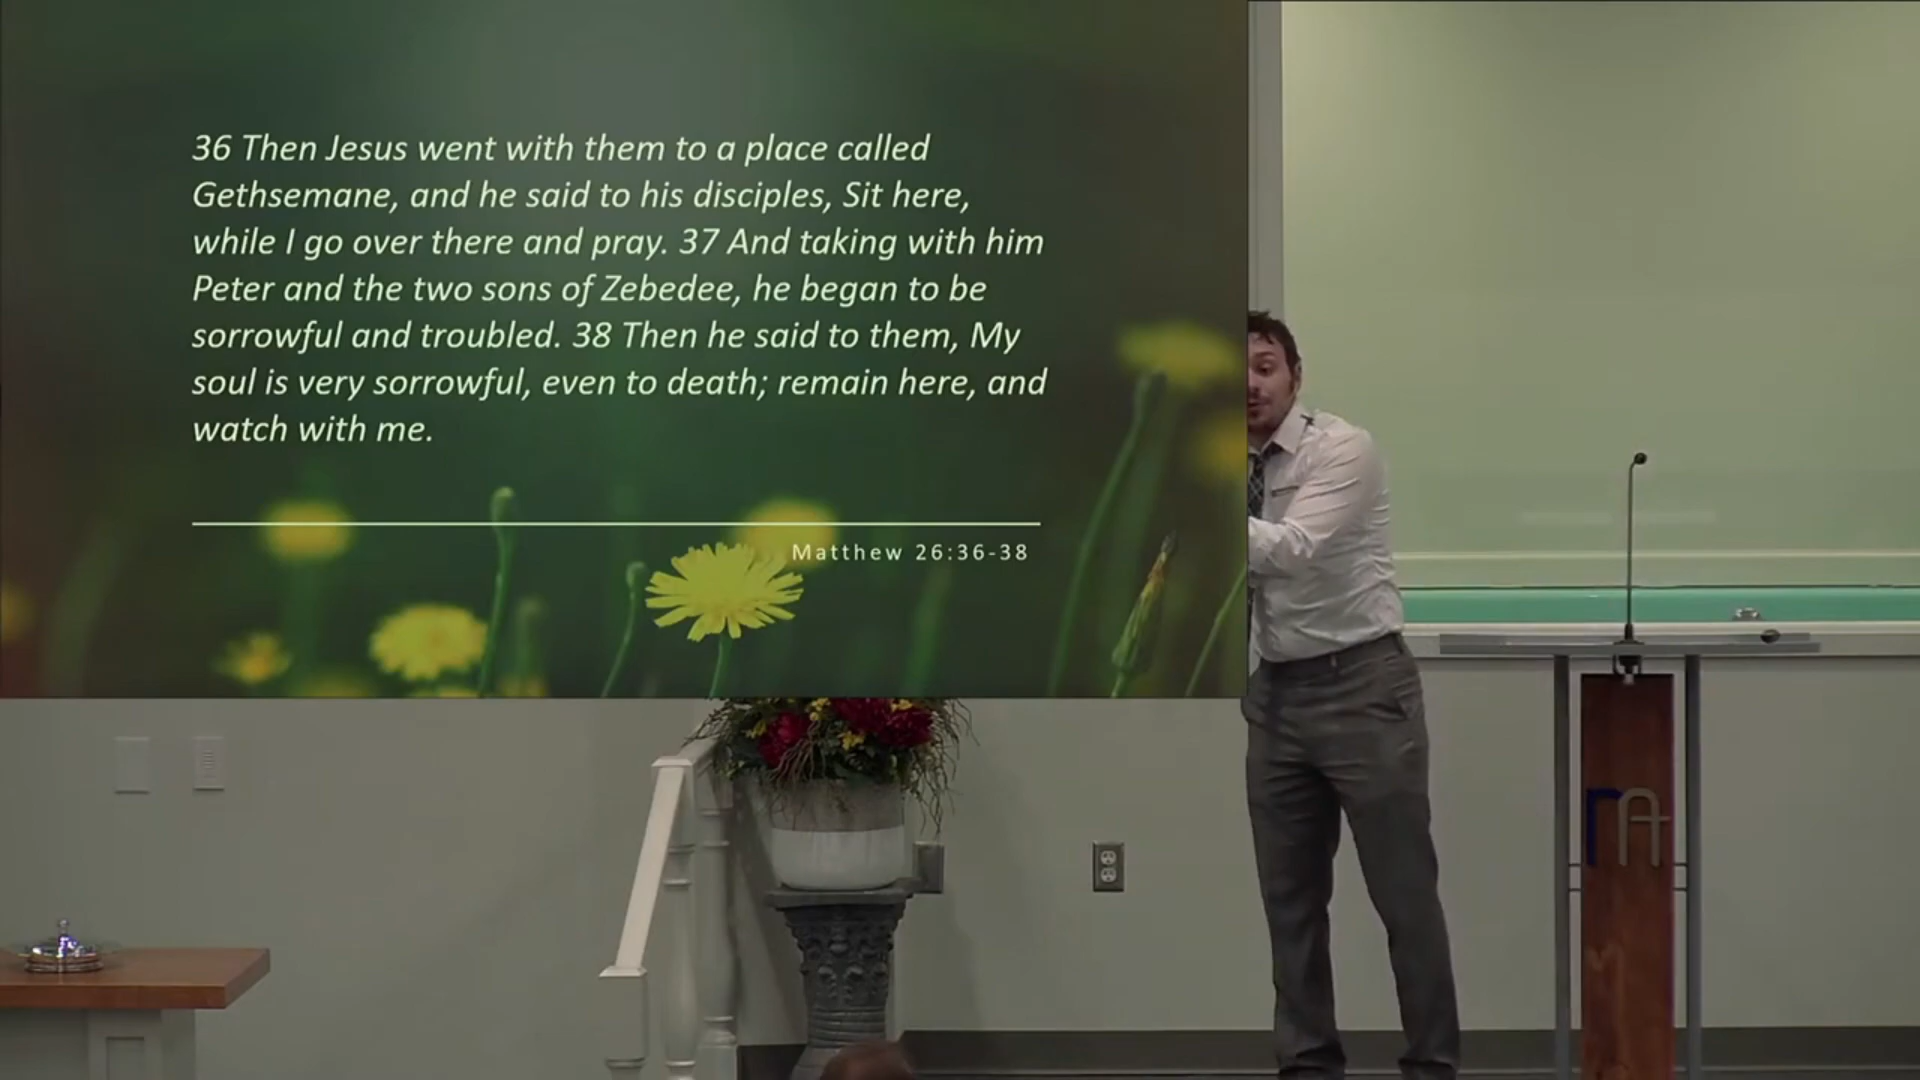 36 Then Jesus went with them to a place called
Gethsemane, and he said to his disciples, Sit here,
while I go over there and pray. 37 And taking with him
Peter and the two sons of Zebedee, he began to be
sorrowful and troubled. 38 Then he said to them, My
soul is very sorrowful, even to death; remain here, and
watch with me.
Matthew 26:36-38